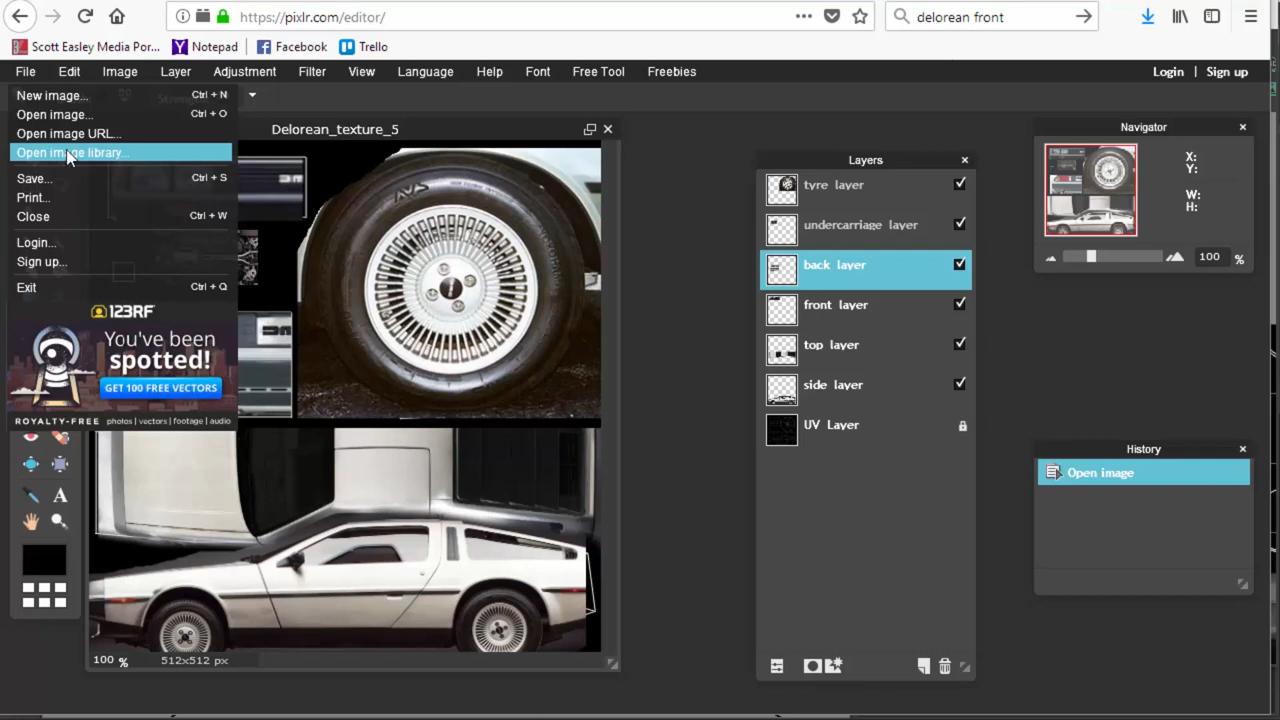 https://pixlr.com/editor/
delorean front
Scott Easley Media Por... Notepad Facebook Trello
File Edit Image Layer Adjustment Filter View Language Help Font Free Tool Freebies Login | Sign up
New image... Ctrl + N
Open image... Ctrl + O
Open image URL...
Open image library...
Save... Ctrl + S
Print...
Close Ctrl + W
Login...
Sign up...
Exit Ctrl + Q
123RF
You've been
spotted!
GET 100 FREE VECTORS
ROYALTY-FREE photos | vectors | footage | audio
A
Delorean_texture_5
100 % 512x512 px
Layers
tyre layer
undercarriage layer
back layer
front layer
top layer
side layer
UV Layer
Navigator
X:
Y:
W:
H:
100 %
History
Open image